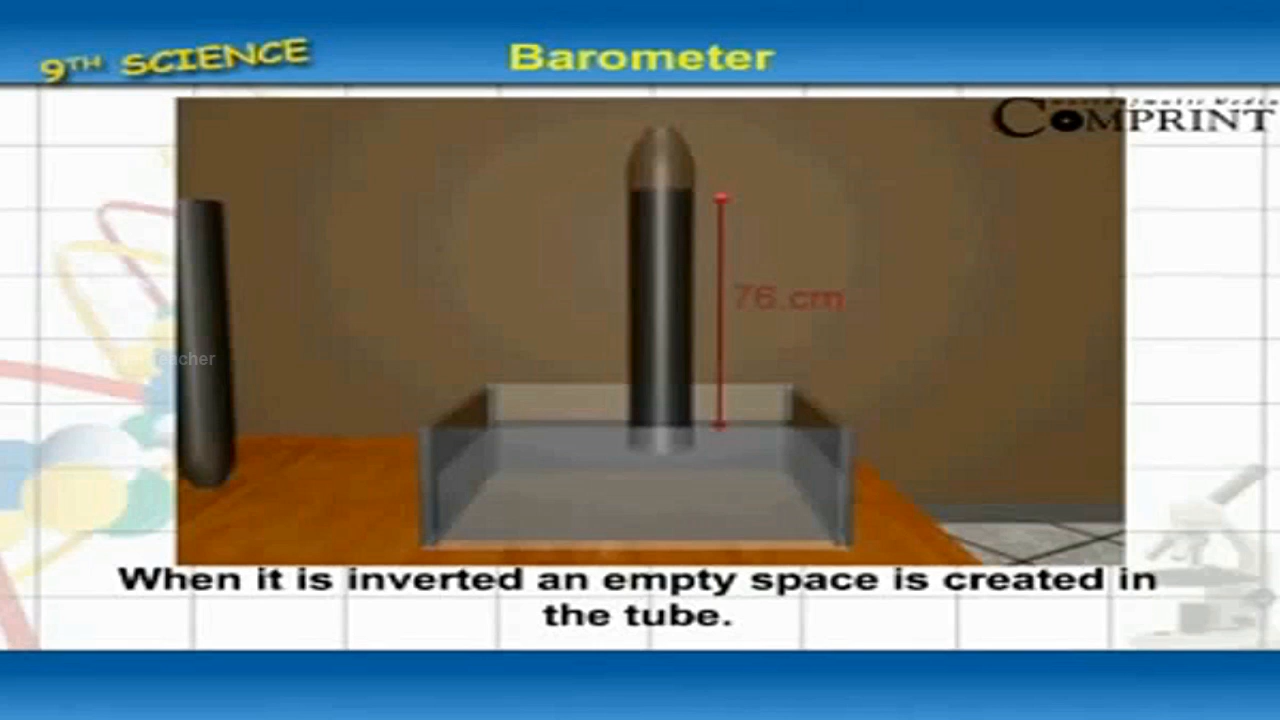 9TH SCIENCE
Barometer
COMPRINT
76 cm
When it is inverted an empty space is created in
the tube.